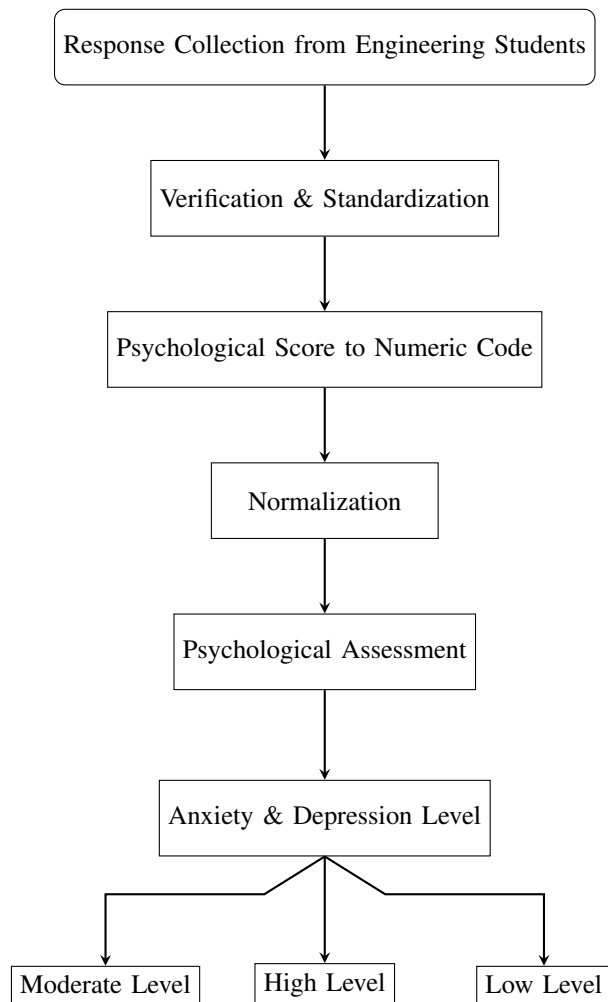 Response Collection from Engineering Students
Verification & Standardization
Psychological Score to Numeric Code
Normalization
Psychological Assessment
Anxiety & Depression Level
Moderate Level
High Level
Low Level